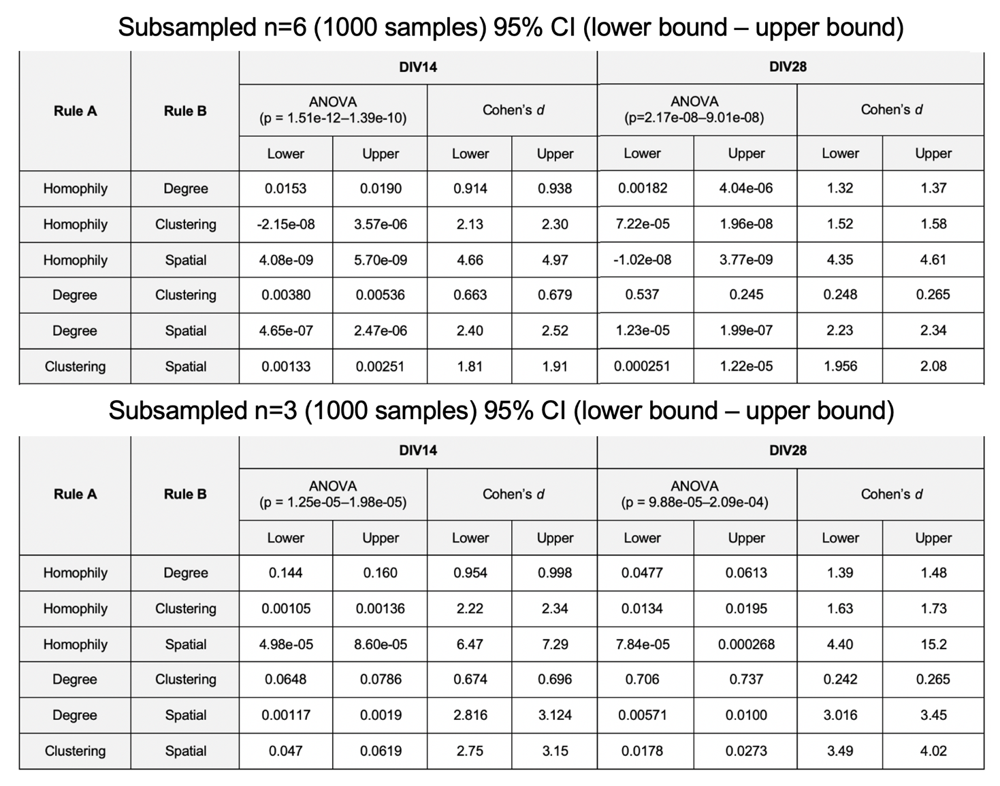 Subsampled n=6 (1000 samples) 95% CI (lower bound – upper bound)
Rule A Rule B DIV14 DIV28
ANOVA (p = 1.51e-12–1.39e-10) Cohen's d ANOVA (p=2.17e-08–9.01e-08) Cohen's d
Lower Upper Lower Upper Lower Upper Lower Upper
Homophily Degree 0.0153 0.0190 0.914 0.938 0.00182 4.04e-06 1.32 1.37
Homophily Clustering -2.15e-08 3.57e-06 2.13 2.30 7.22e-05 1.96e-08 1.52 1.58
Homophily Spatial 4.08e-09 5.70e-09 4.66 4.97 -1.02e-08 3.77e-09 4.35 4.61
Degree Clustering 0.00380 0.00536 0.663 0.679 0.537 0.245 0.248 0.265
Degree Spatial 4.65e-07 2.47e-06 2.40 2.52 1.23e-05 1.99e-07 2.23 2.34
Clustering Spatial 0.00133 0.00251 1.81 1.91 0.000251 1.22e-05 1.956 2.08
Subsampled n=3 (1000 samples) 95% CI (lower bound – upper bound)
Rule A Rule B DIV14 DIV28
ANOVA (p = 1.25e-05–1.98e-05) Cohen's d ANOVA (p = 9.88e-05–2.09e-04) Cohen's d
Lower Upper Lower Upper Lower Upper Lower Upper
Homophily Degree 0.144 0.160 0.954 0.998 0.0477 0.0613 1.39 1.48
Homophily Clustering 0.00105 0.00136 2.22 2.34 0.0134 0.0195 1.63 1.73
Homophily Spatial 4.98e-05 8.60e-05 6.47 7.29 7.84e-05 0.000268 4.40 15.2
Degree Clustering 0.0648 0.0786 0.674 0.696 0.706 0.737 0.242 0.265
Degree Spatial 0.00117 0.0019 2.816 3.124 0.00571 0.0100 3.016 3.45
Clustering Spatial 0.047 0.0619 2.75 3.15 0.0178 0.0273 3.49 4.02